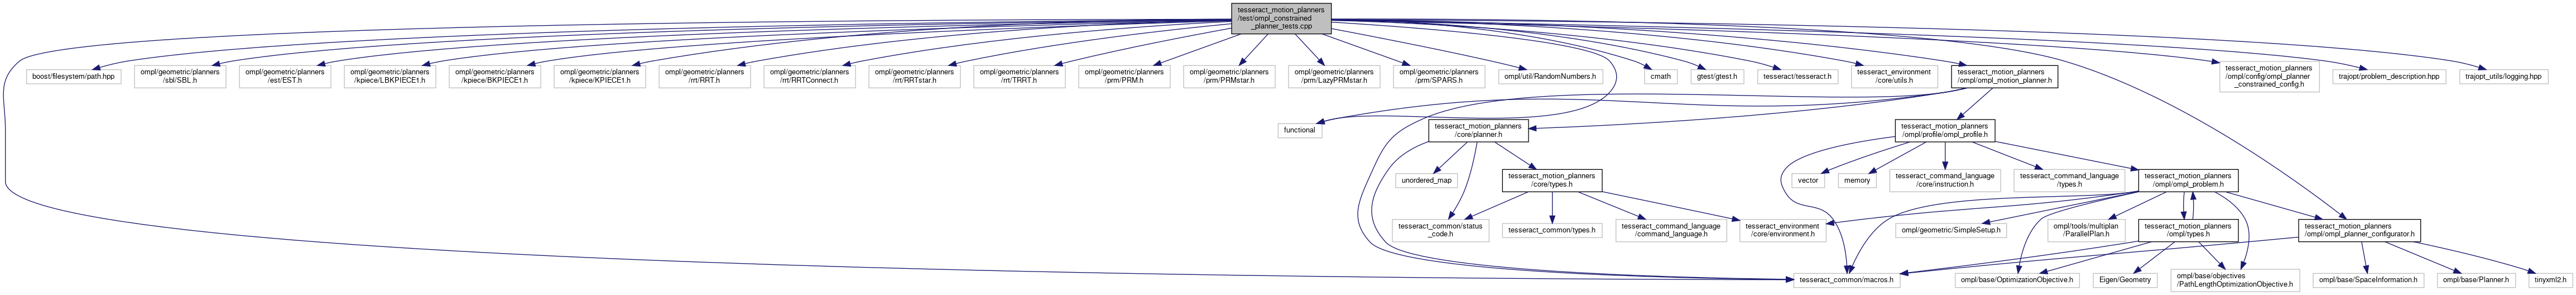 tesseract_motion_planners
/test/ompl_constrained
_planner_tests.cpp
boost/filesystem/path.hpp
ompl/geometric/planners
/sbl/SBL.h
ompl/geometric/planners
/est/EST.h
ompl/geometric/planners
/kpiece/LBKPIECE1.h
ompl/geometric/planners
/kpiece/BKPIECE1.h
ompl/geometric/planners
/kpiece/KPIECE1.h
ompl/geometric/planners
/rrt/RRT.h
ompl/geometric/planners
/rrt/RRTConnect.h
ompl/geometric/planners
/rrt/RRTstar.h
ompl/geometric/planners
/rrt/TRRT.h
ompl/geometric/planners
/prm/PRM.h
ompl/geometric/planners
/prm/PRMstar.h
ompl/geometric/planners
/prm/LazyPRMstar.h
ompl/geometric/planners
/prm/SPARS.h
ompl/util/RandomNumbers.h
cmath
gtest/gtest.h
tesseract/tesseract.h
tesseract_environment
/core/utils.h
tesseract_motion_planners
/ompl/ompl_motion_planner.h
tesseract_motion_planners
/ompl/config/ompl_planner
_constrained_config.h
trajopt/problem_description.hpp
trajopt_utils/logging.hpp
functional
tesseract_motion_planners
/core/planner.h
tesseract_motion_planners
/ompl/profile/ompl_profile.h
unordered_map
tesseract_motion_planners
/core/types.h
vector
memory
tesseract_command_language
/core/instruction.h
tesseract_command_language
/types.h
tesseract_motion_planners
/ompl/ompl_problem.h
tesseract_common/status
_code.h
tesseract_common/types.h
tesseract_command_language
/command_language.h
tesseract_environment
/core/environment.h
ompl/geometric/SimpleSetup.h
ompl/tools/multiplan
/ParallelPlan.h
tesseract_motion_planners
/ompl/types.h
tesseract_motion_planners
/ompl/ompl_planner_configurator.h
tesseract_common/macros.h
ompl/base/OptimizationObjective.h
Eigen/Geometry
ompl/base/objectives
/PathLengthOptimizationObjective.h
ompl/base/SpaceInformation.h
ompl/base/Planner.h
tinyxml2.h